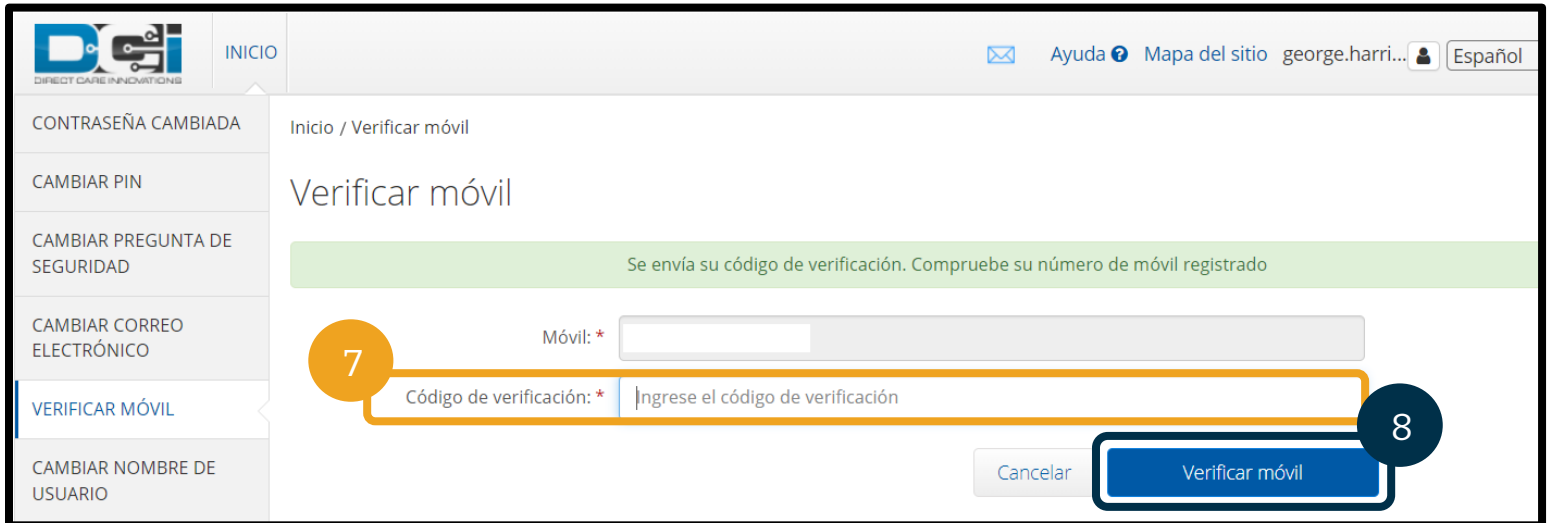 DCI
DIRECT CARE INNOVATIONS
INICIO
Ayuda ? Mapa del sitio george.harri... Español
CONTRASEÑA CAMBIADA
CAMBIAR PIN
CAMBIAR PREGUNTA DE
SEGURIDAD
CAMBIAR CORREO
ELECTRÓNICO
VERIFICAR MÓVIL
CAMBIAR NOMBRE DE
USUARIO
Inicio / Verificar móvil
Verificar móvil
Se envía su código de verificación. Compruebe su número de móvil registrado
Móvil: *
7
Código de verificación: * Ingrese el código de verificación
8
Cancelar Verificar móvil